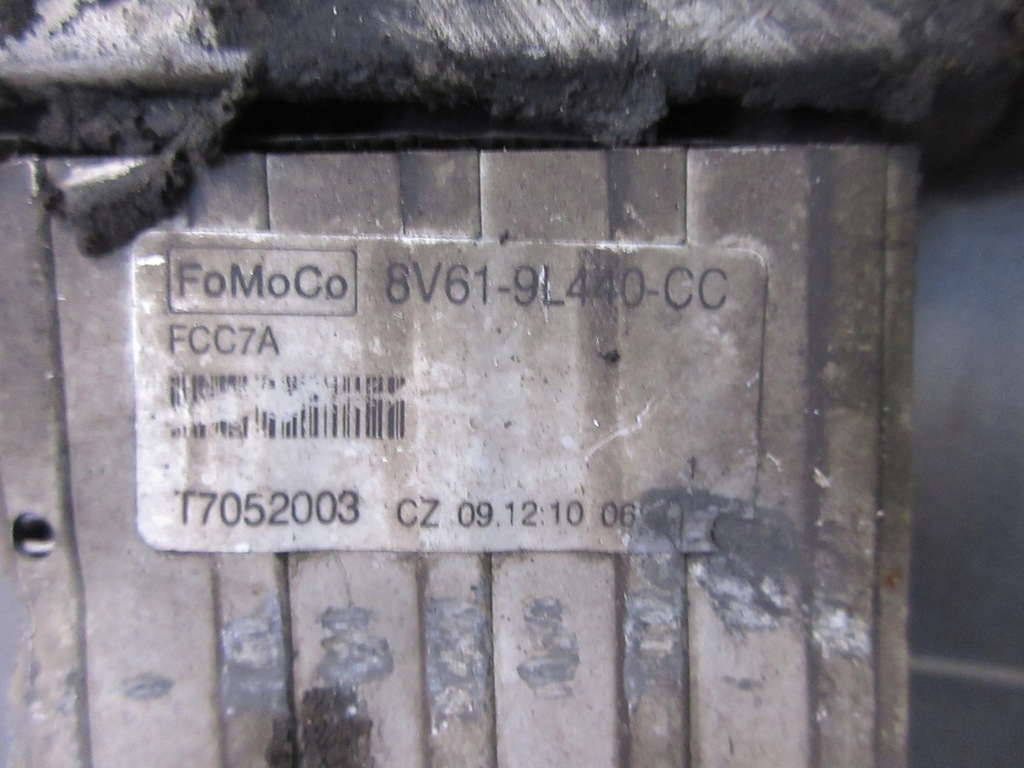 FoMoCo 8V61-9L440-CC
FCC7A
T7052003 CZ 09.12:10 06